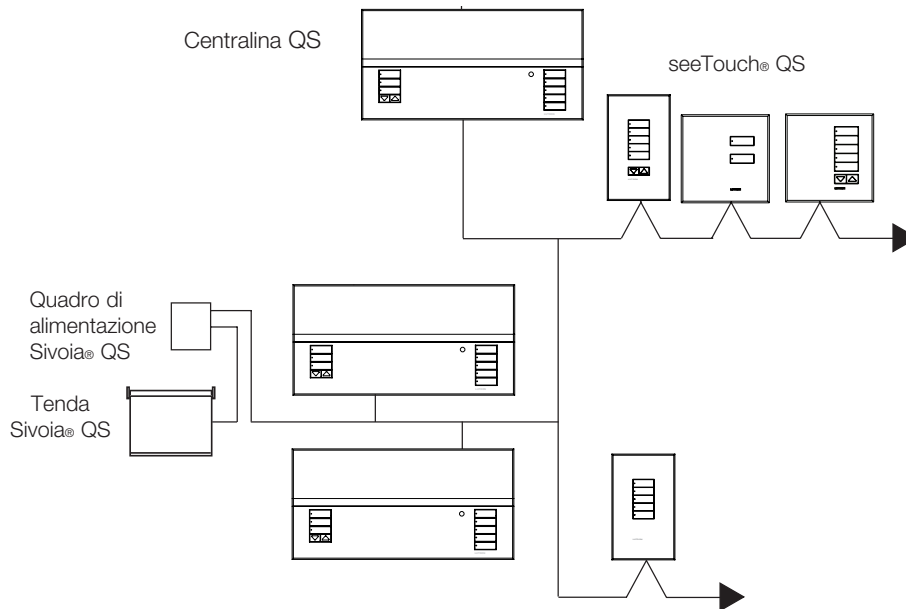 Centralina QS
seeTouch® QS
Quadro di
alimentazione
Sivoia® QS
Tenda
Sivoia® QS